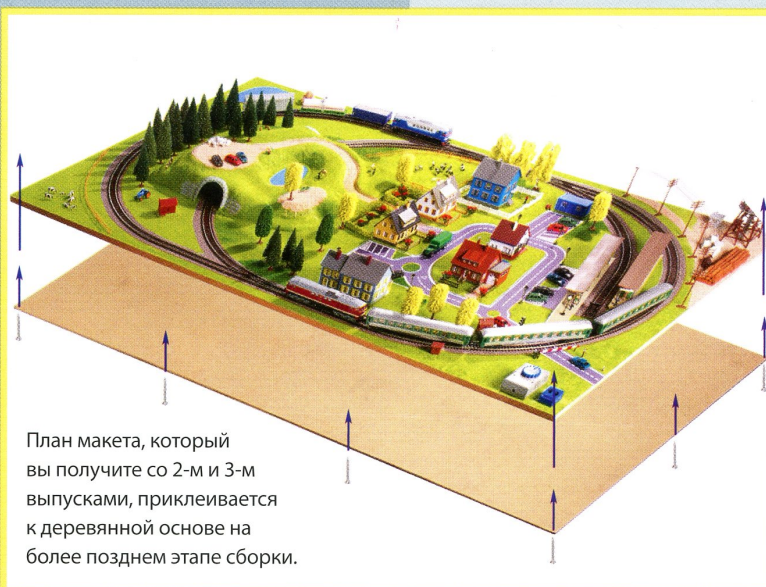 План макета, который
вы получите со 2-м и 3-м
выпусками, приклеивается
к деревянной основе на
более позднем этапе сборки.